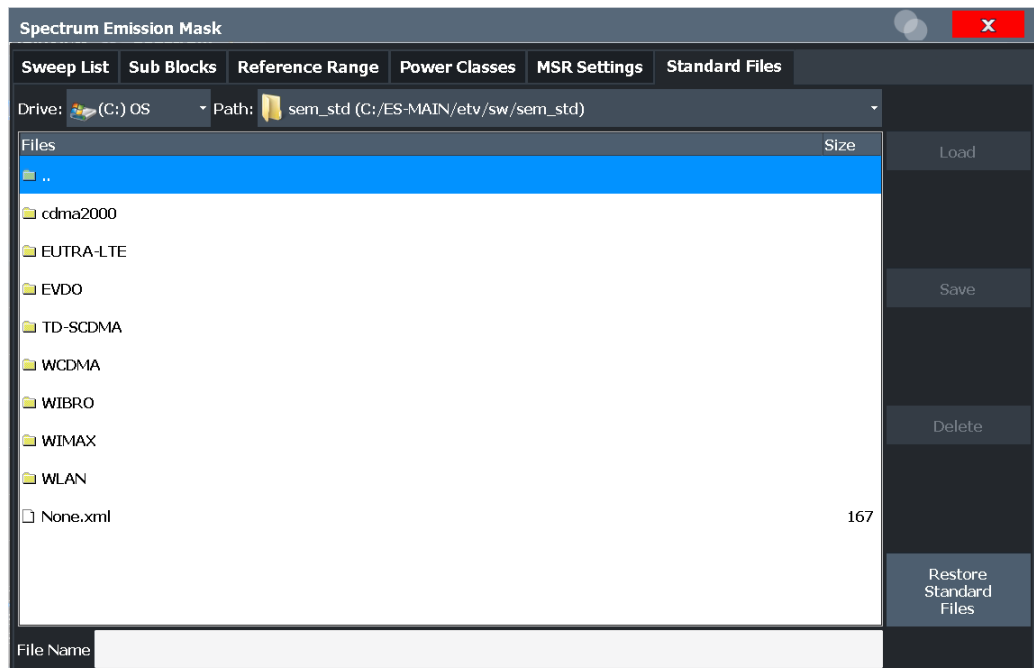 Spectrum Emission Mask
X
Sweep List Sub Blocks Reference Range Power Classes MSR Settings Standard Files
Drive: (C:) OS Path: sem_std (C:/ES-MAIN/etv/sw/sem_std)
Files Size
..
cdma2000
EUTRA-LTE
EVDO
TD-SCDMA
WCDMA
WIBRO
WIMAX
WLAN
None.xml 167
File Name
Load
Save
Delete
Restore
Standard
Files